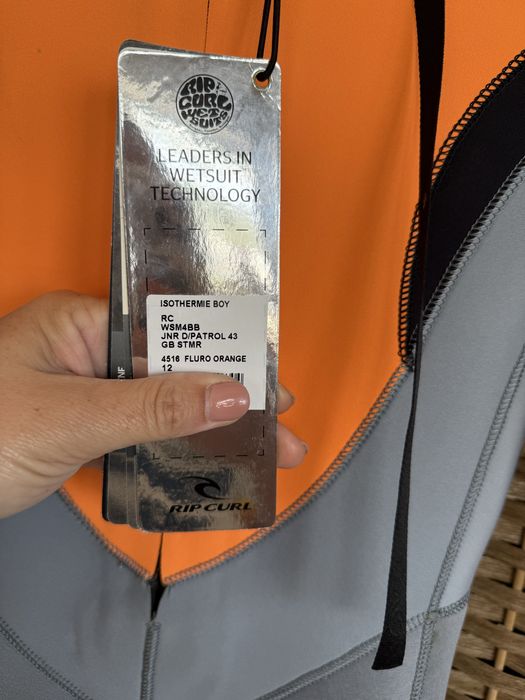 RIP CURL WETSUITS
LEADERS IN
WETSUIT
TECHNOLOGY
ISOTHERMIE BOY
RC
WSM4BB
JNR D/PATROL 43
GB STMR
4516 FLURO ORANGE
12
RIP CURL